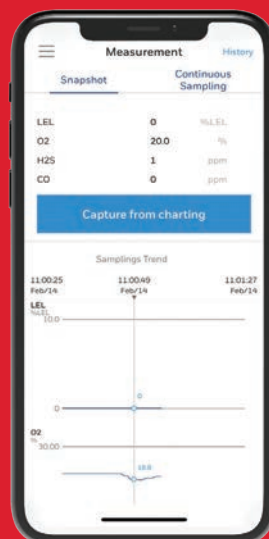 Measurement
History
Snapshot
Continuous
Sampling
LEL 0 %LEL
O2 20.0 %
H2S 1 ppm
CO 0 ppm
Capture from charting
Samplings Trend
11:00:25 11:00:49 11:01:27
Feb/14 Feb/14 Feb/14
LEL
%LEL
10.0
0
0
O2
%
30.00